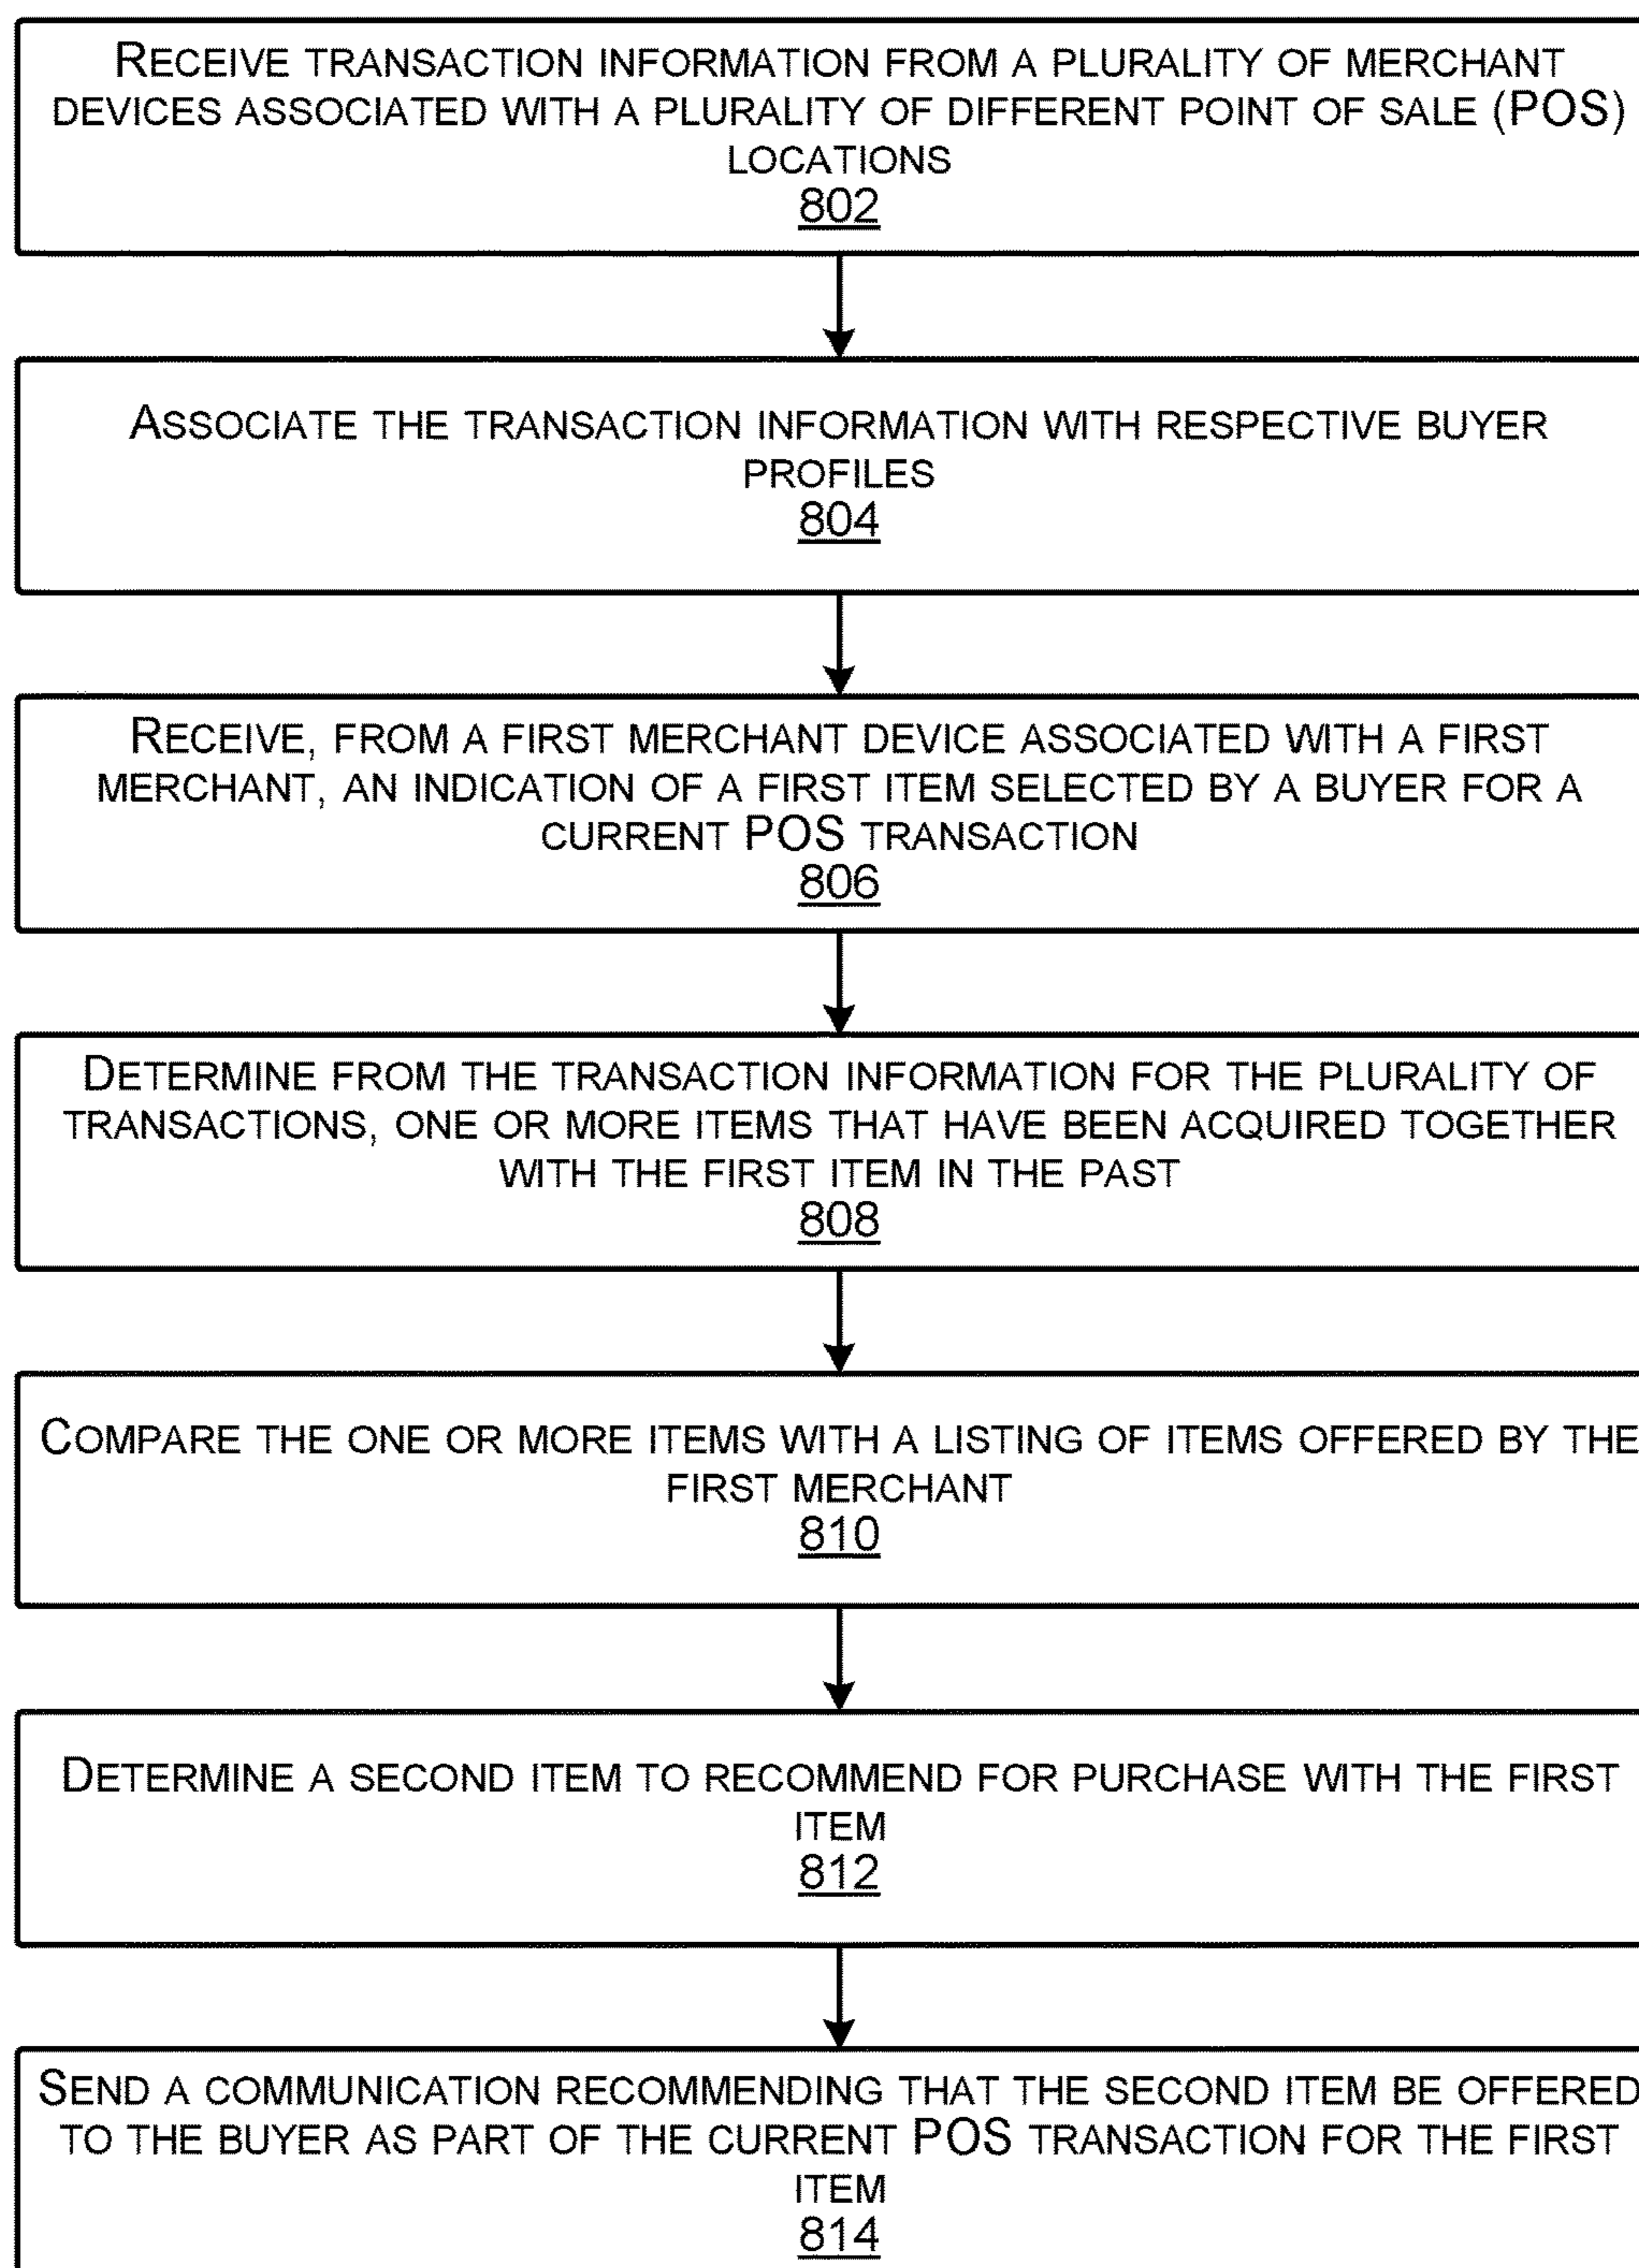 RECEIVE TRANSACTION INFORMATION FROM A PLURALITY OF MERCHANT
DEVICES ASSOCIATED WITH A PLURALITY OF DIFFERENT POINT OF SALE (POS)
LOCATIONS
802
ASSOCIATE THE TRANSACTION INFORMATION WITH RESPECTIVE BUYER
PROFILES
804
RECEIVE, FROM A FIRST MERCHANT DEVICE ASSOCIATED WITH A FIRST
MERCHANT, AN INDICATION OF A FIRST ITEM SELECTED BY A BUYER FOR A
CURRENT POS TRANSACTION
806
DETERMINE FROM THE TRANSACTION INFORMATION FOR THE PLURALITY OF
TRANSACTIONS, ONE OR MORE ITEMS THAT HAVE BEEN ACQUIRED TOGETHER
WITH THE FIRST ITEM IN THE PAST
808
COMPARE THE ONE OR MORE ITEMS WITH A LISTING OF ITEMS OFFERED BY THE
FIRST MERCHANT
810
DETERMINE A SECOND ITEM TO RECOMMEND FOR PURCHASE WITH THE FIRST
ITEM
812
SEND A COMMUNICATION RECOMMENDING THAT THE SECOND ITEM BE OFFERED
TO THE BUYER AS PART OF THE CURRENT POS TRANSACTION FOR THE FIRST
ITEM
814